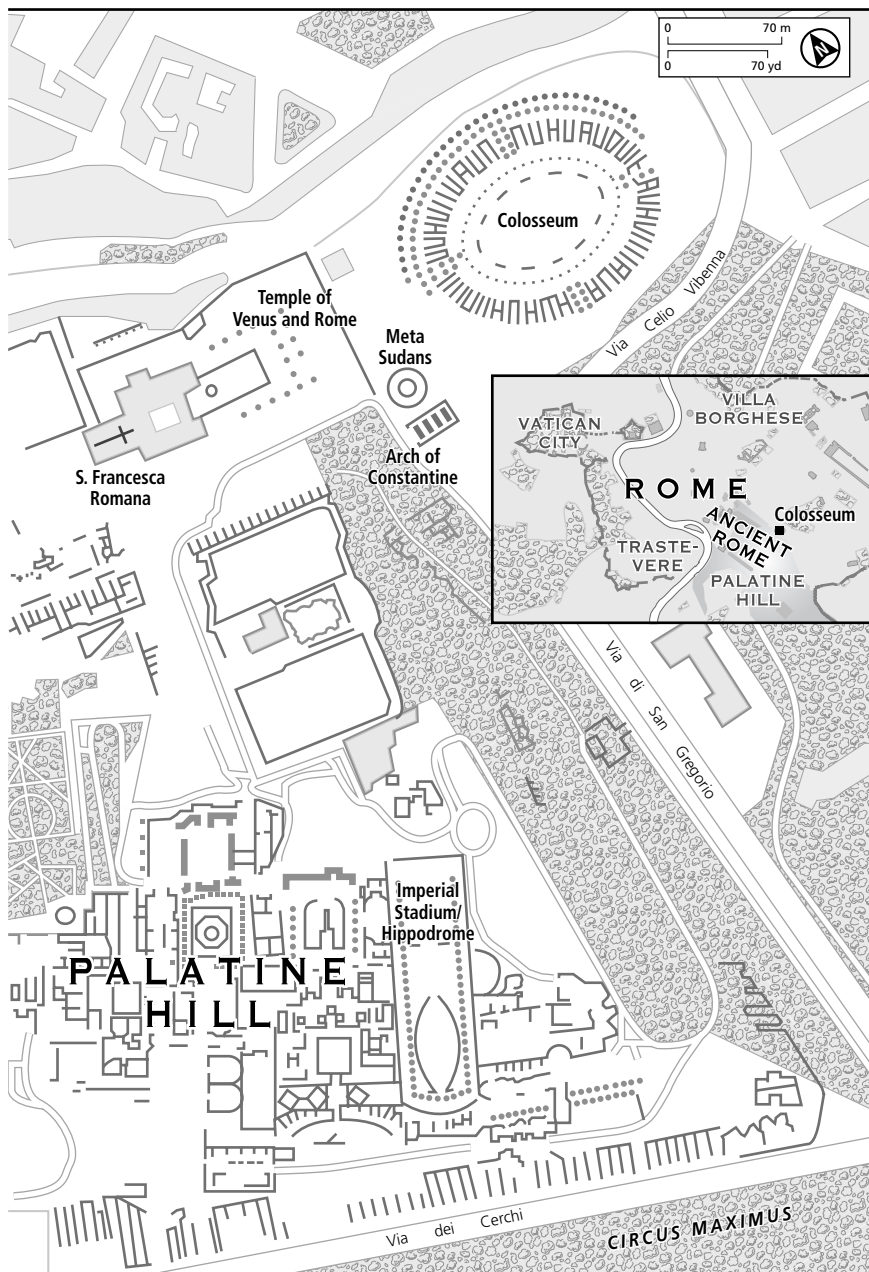 0 70 m
0 70 yd
N
Colosseum
Via Celio Vibenna
Temple of
Venus and Rome
Meta
Sudans
Arch of
Constantine
S. Francesca
Romana
VATICAN
CITY
VILLA
BORGHESE
ROME
Colosseum
ANCIENT
ROME
TRASTE-
VERE
PALATINE
HILL
Via di San Gregorio
Imperial
Stadium/
Hippodrome
PALATINE
HILL
Via dei Cerchi
CIRCUS MAXIMUS